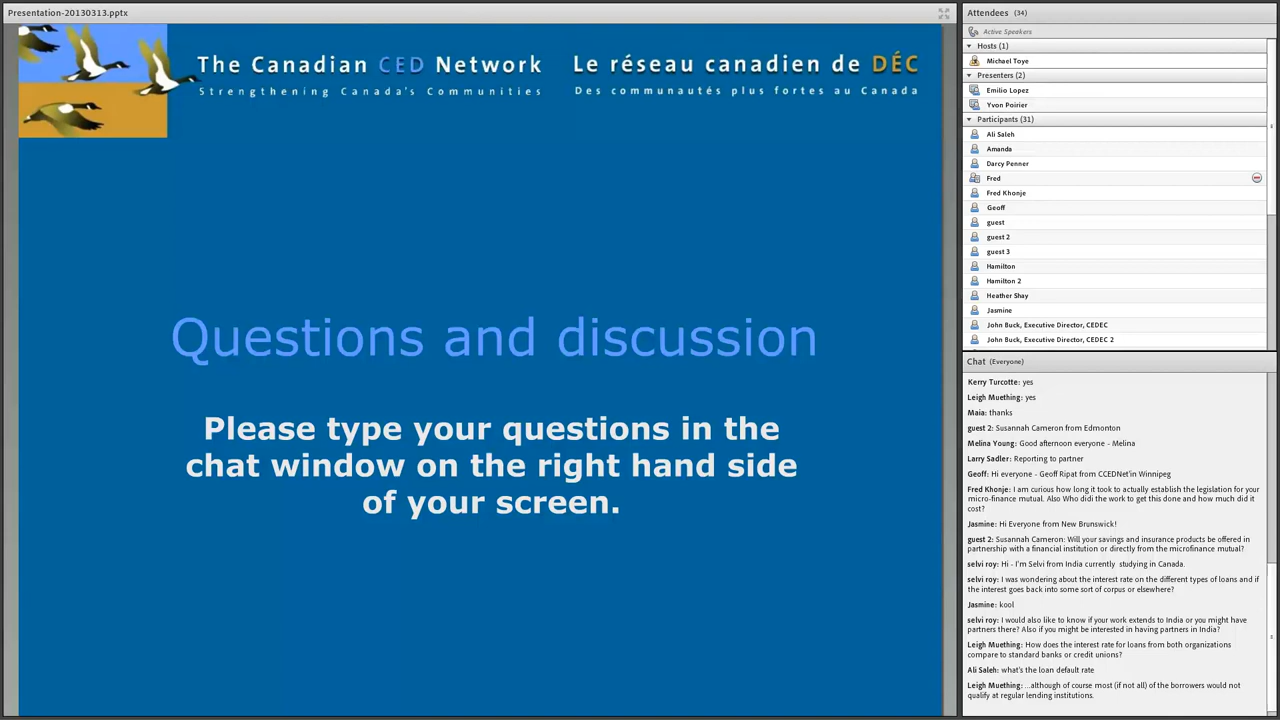 Presentation-20130313.pptx
The Canadian CED Network
Strengthening Canada's Communities
Le réseau canadien de DÉC
Des communautés plus fortes au Canada
Questions and discussion
Please type your questions in the
chat window on the right hand side
of your screen.
Attendees (34)
Active Speakers
Hosts (1)
Michael Toye
Presenters (2)
Emilio Lopez
Yvon Poirier
Participants (31)
Ali Saleh
Amanda
Darcy Penner
Fred
Fred Khonje
Geoff
guest
guest 2
guest 3
Hamilton
Hamilton 2
Heather Shay
Jasmine
John Buck, Executive Director, CEDEC
John Buck, Executive Director, CEDEC 2
Chat (Everyone)
Kerry Turcotte: yes
Leigh Muething: yes
Maia: thanks
guest 2: Susannah Cameron from Edmonton
Melina Young: Good afternoon everyone - Melina
Larry Sadler: Reporting to partner
Geoff: Hi everyone - Geoff Ripat from CCEDNet'in Winnipeg
Fred Khonje: I am curious how long it took to actually establish the legislation for your
micro-finance mutual. Also Who did the work to get this done and how much did it
cost?
Jasmine: Hi Everyone from New Brunswick!
guest 2: Susannah Cameron: Will your savings and insurance products be offered in
partnership with a financial institution or directly from the microfinance mutual?
selvi roy: Hi - I'm Selvi from India currently studying in Canada.
selvi roy: I was wondering about the interest rate on the different types of loans and if
the interest goes back into some sort of corpus or elsewhere?
Jasmine: kool
selvi roy: I would also like to know if your work extends to India or you might have
partners there? Also if you might be interested in having partners in India?
Leigh Muething: How does the interest rate for loans from both organizations
compare to standard banks or credit unions?
Ali Saleh: what's the loan default rate
Leigh Muething: ...although of course most (if not all) of the borrowers would not
qualify at regular lending institutions.